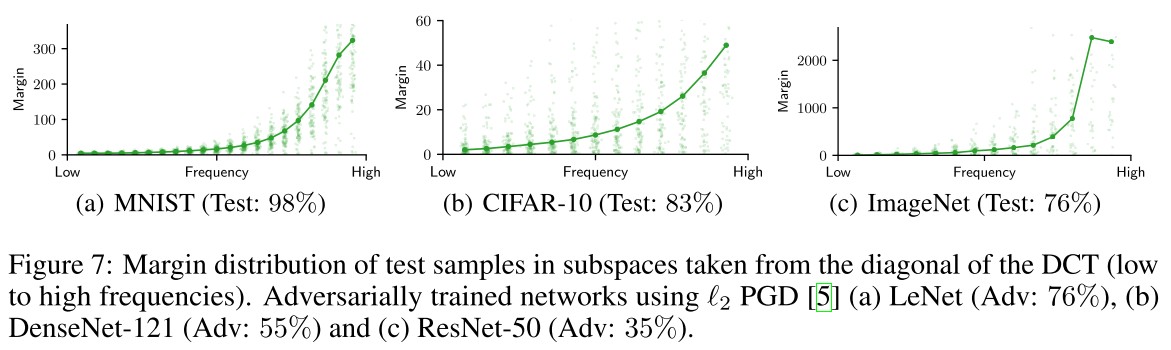 300
200
100
0
Margin
Low
Frequency
High
(a) MNIST (Test: 98%)
60
40
20
0
Margin
Low
Frequency
High
(b) CIFAR-10 (Test: 83%)
2000
1000
0
Margin
Low
Frequency
High
(c) ImageNet (Test: 76%)
Figure 7: Margin distribution of test samples in subspaces taken from the diagonal of the DCT (low
to high frequencies). Adversarially trained networks using ℓ₂ PGD [5] (a) LeNet (Adv: 76%), (b)
DenseNet-121 (Adv: 55%) and (c) ResNet-50 (Adv: 35%).